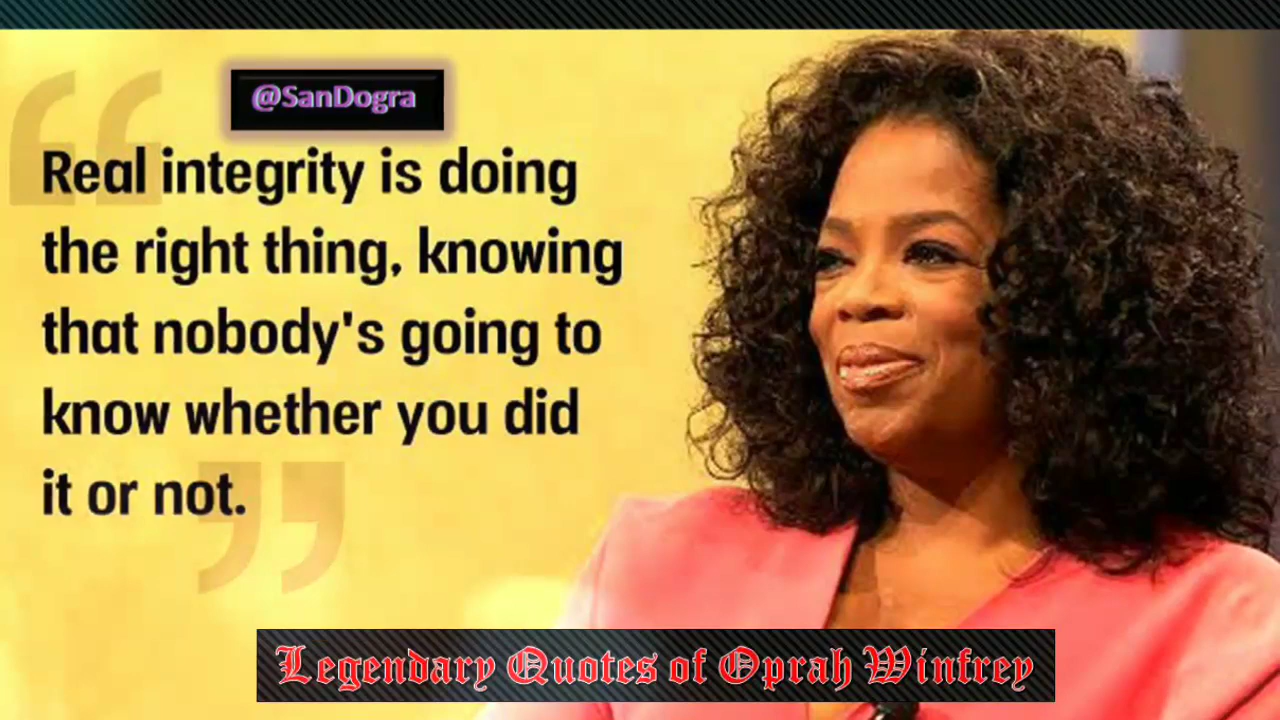 @SanDogra
Real integrity is doing
the right thing, knowing
that nobody's going to
know whether you did
it or not.
Legendary Quotes of Oprah Winfrey